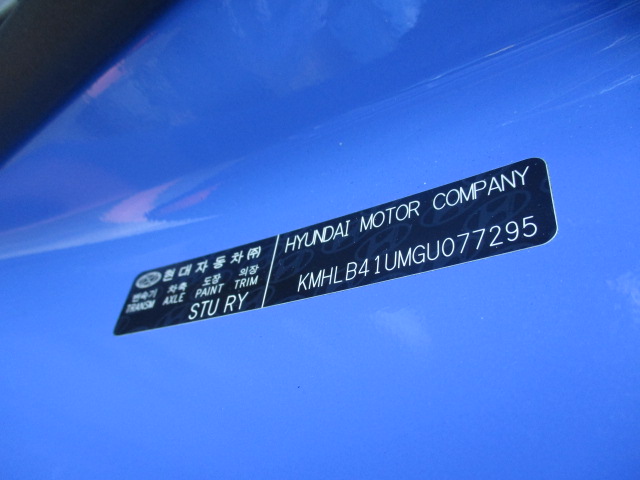 현대자동차(주)
변속기 차축 도장 의장
TRANSM AXLE PAINT TRIM
STU RY
HYUNDAI MOTOR COMPANY
KMHLB41UMGU077295